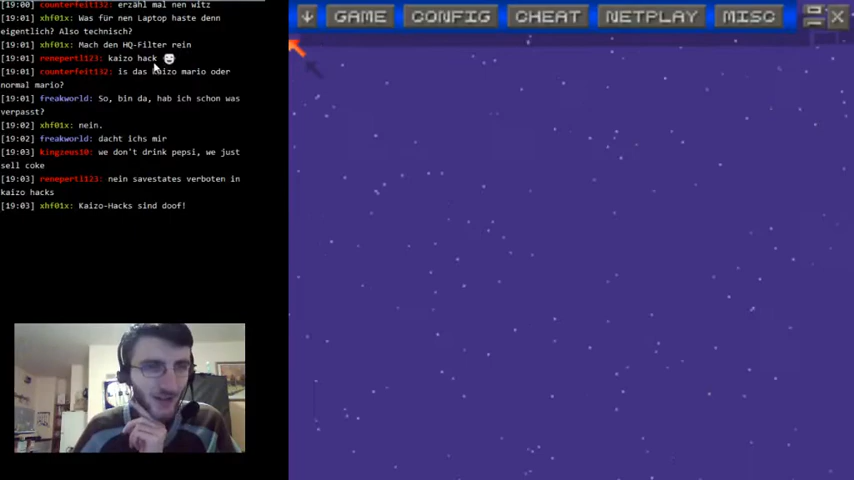 [19:00] counterfeit132: erzähl mal nen witz
[19:01] xhf01x: Was für nen Laptop haste denn
eigentlich? Also technisch?
[19:01] xhf01x: Mach den HQ-Filter rein
[19:01] renepertl123: kaizo hack
[19:01] counterfeit132: is das kaizo mario oder
normal mario?
[19:01] freakworld: So, bin da, hab ich schon was
verpasst?
[19:02] xhf01x: nein.
[19:02] freakworld: dacht ichs mir
[19:03] kingzeus10: we don't drink pepsi, we just
sell coke
[19:03] renepertl123: nein savestates verboten in
kaizo hacks
[19:03] xhf01x: Kaizo-Hacks sind doof!
GAME CONFIG CHEAT NETPLAY MISC